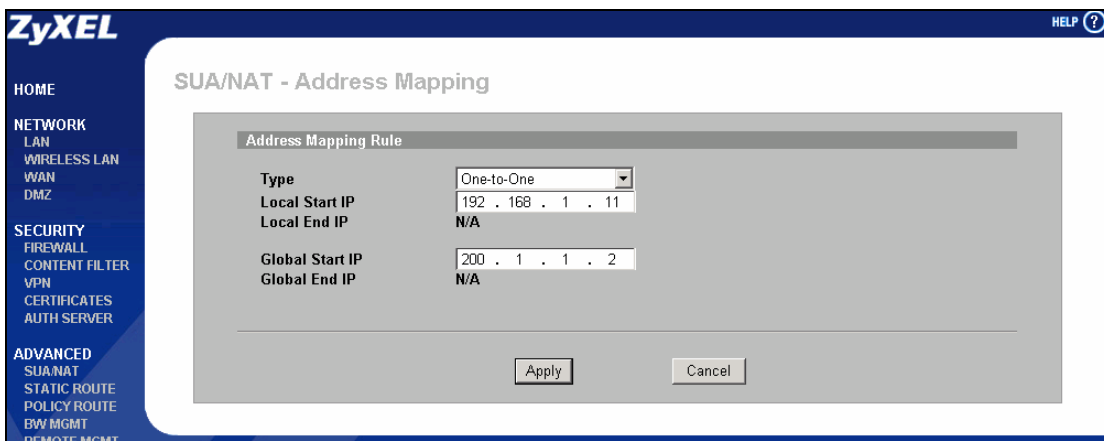 ZyXEL
HELP ?
HOME
NETWORK
LAN
WIRELESS LAN
WAN
DMZ
SECURITY
FIREWALL
CONTENT FILTER
VPN
CERTIFICATES
AUTH SERVER
ADVANCED
SUA/NAT
STATIC ROUTE
POLICY ROUTE
BW MGMT
REMOTE MGMT
SUA/NAT - Address Mapping
Address Mapping Rule
Type One-to-One
Local Start IP 192 . 168 . 1 . 11
Local End IP N/A
Global Start IP 200 . 1 . 1 . 2
Global End IP N/A
Apply Cancel